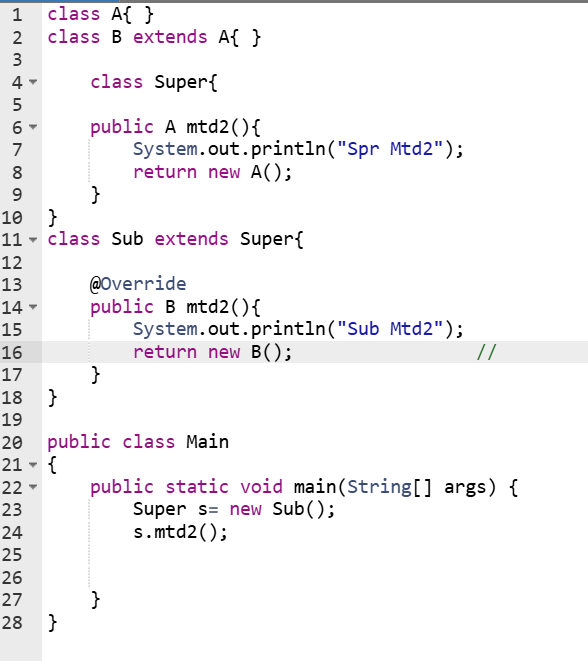 1 class A{ }
2 class B extends A{ }
3
4 class Super{
5
6 public A mtd2(){
7 System.out.println("Spr Mtd2");
8 return new A();
9 }
10 }
11 class Sub extends Super{
12
13 @Override
14 public B mtd2(){
15 System.out.println("Sub Mtd2");
16 return new B(); //
17 }
18 }
19
20 public class Main
21 {
22 public static void main(String[] args) {
23 Super s= new Sub();
24 s.mtd2();
25
26
27 }
28 }